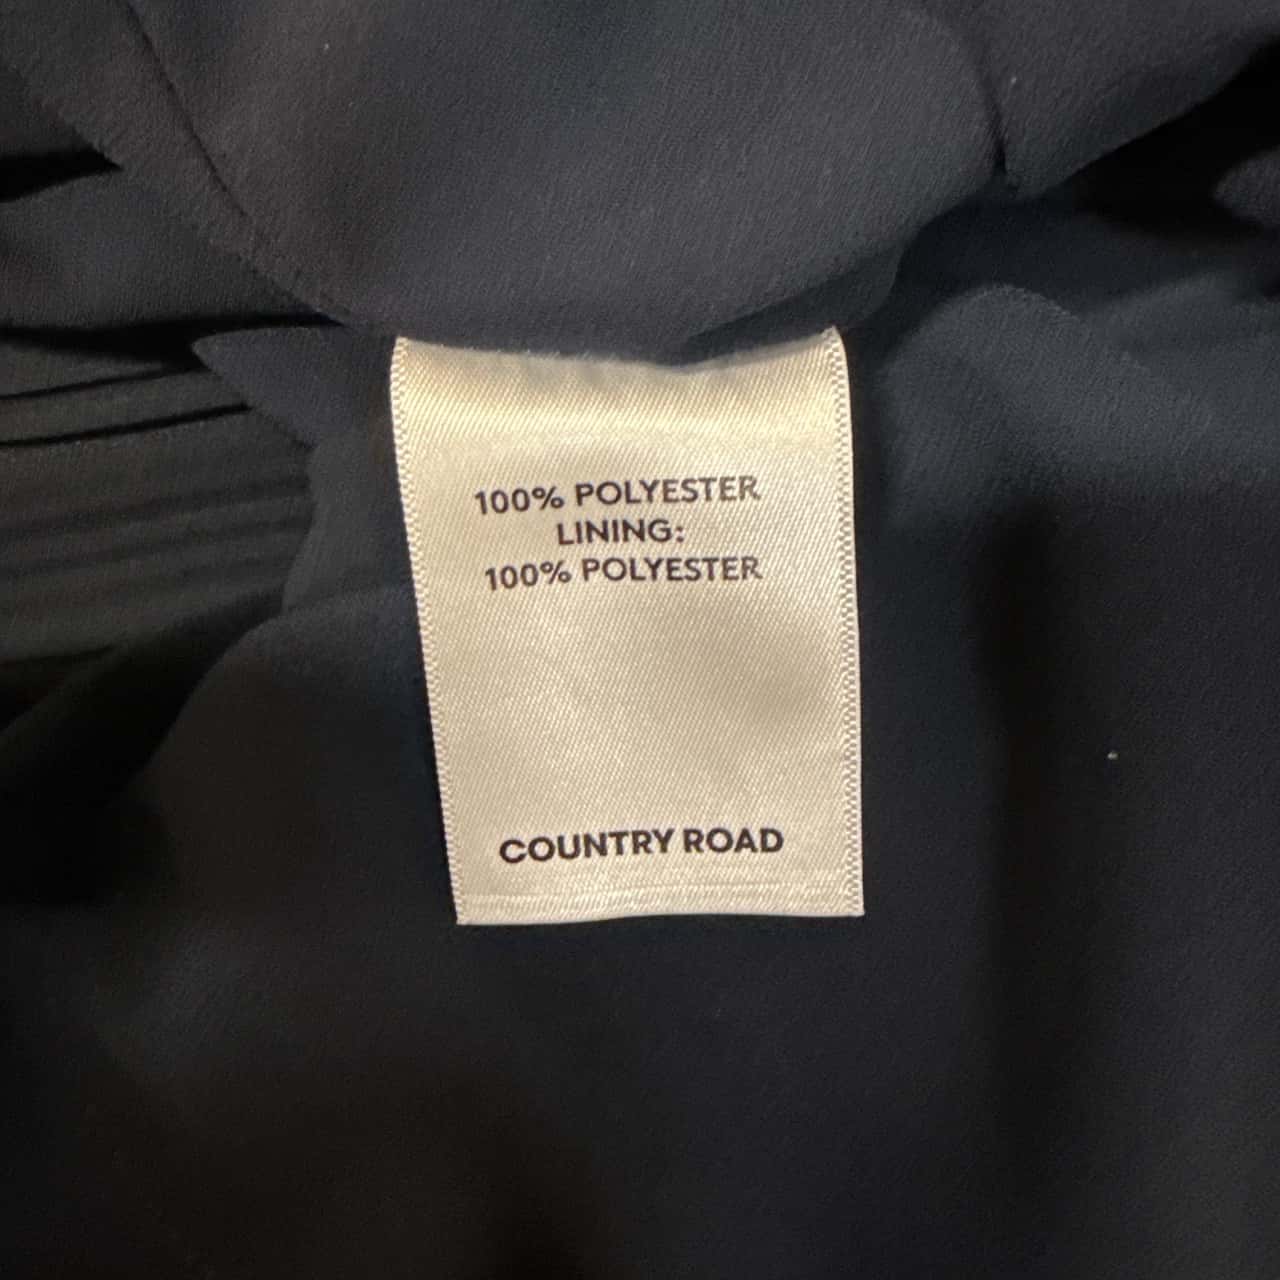 100% POLYESTER
LINING:
100% POLYESTER
COUNTRY ROAD